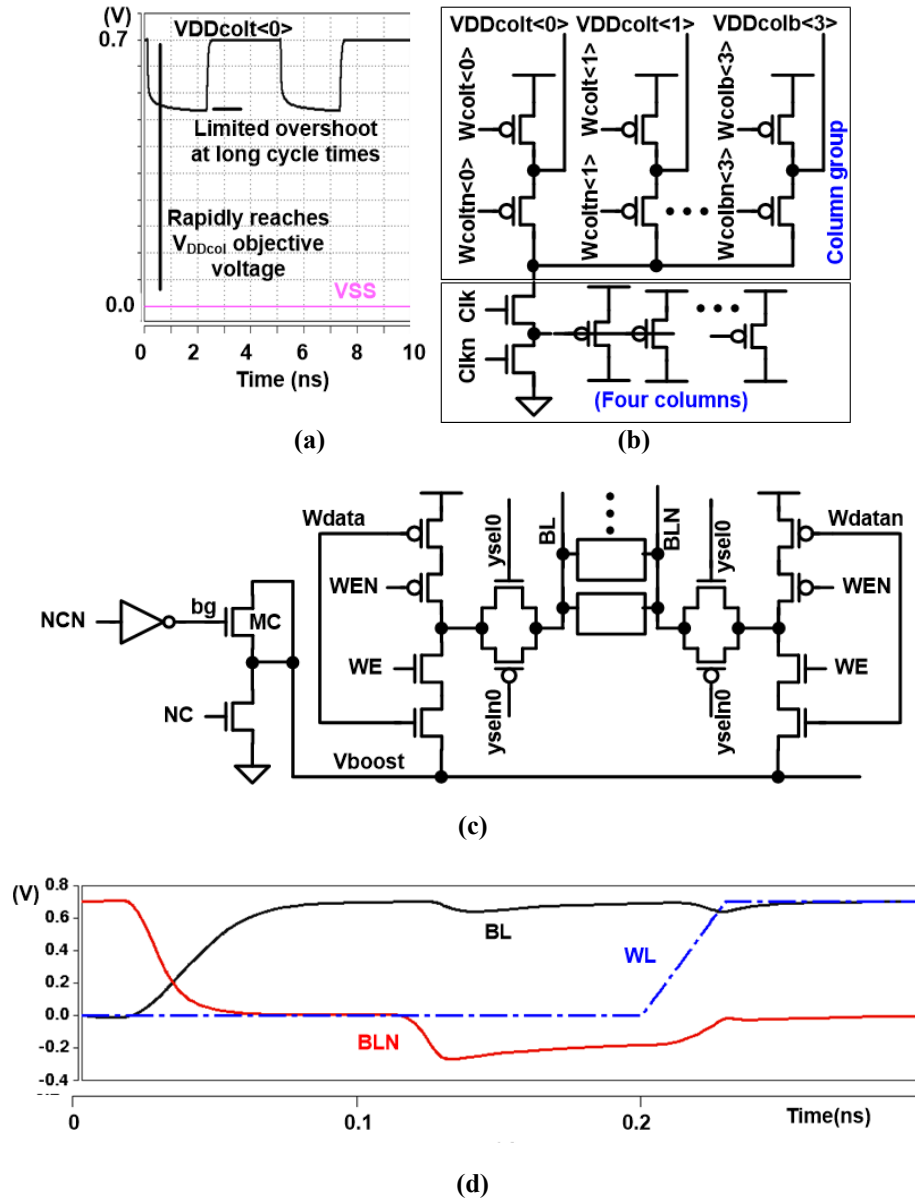 (V)
0.7
VDDcolt<0>
Limited overshoot
at long cycle times
Rapidly reaches
VDDcol objective
voltage
VSS
0.0
0 2 4 6 8 10
Time (ns)
(a)
VDDcolt<0> VDDcolt<1> VDDcolb<3>
Wcolt<0>
Wcolt<1>
Wcolb<3>
Wcoltn<0>
Wcoltn<1>
Wcolbn<3>
Column group
Clk
Clkn
(Four columns)
(b)
Wdata
Wdatan
ysel0
BL
BLN
ysel0
WEN
WEN
NCN
bg
MC
WE
WE
NC
yseln0
yseln0
Vboost
(c)
(V)
0.8
0.6
0.4
0.2
0.0
-0.2
-0.4
BL
WL
BLN
0 0.1 0.2 Time(ns)
(d)